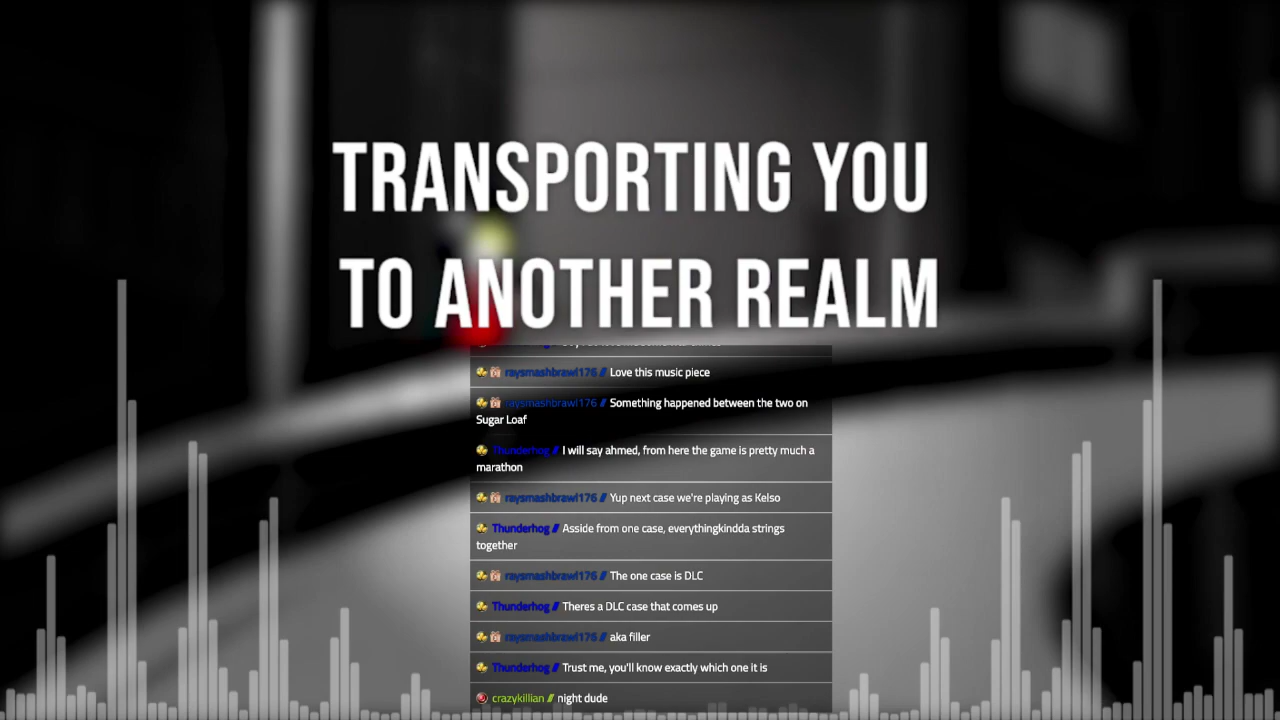 TRANSPORTING YOU
TO ANOTHER REALM
raysmashbrawl176 // Love this music piece
raysmashbrawl176 // Something happened between the two on
Sugar Loaf
Thunderhog // I will say ahmed, from here the game is pretty much a
marathon
raysmashbrawl176 // Yup next case we're playing as Kelso
Thunderhog // Asside from one case, everythingkindda strings
together
raysmashbrawl176 // The one case is DLC
Thunderhog // Theres a DLC case that comes up
raysmashbrawl176 // aka filler
Thunderhog // Trust me, you'll know exactly which one it is
crazykillian // night dude